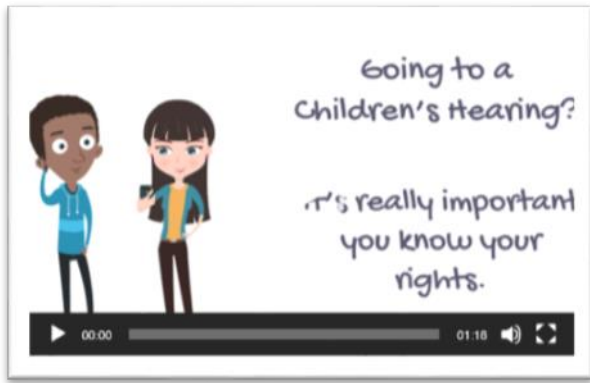 Going to a
Children's Hearing?
IT's really important
you know your
rights.
00:00
01:18